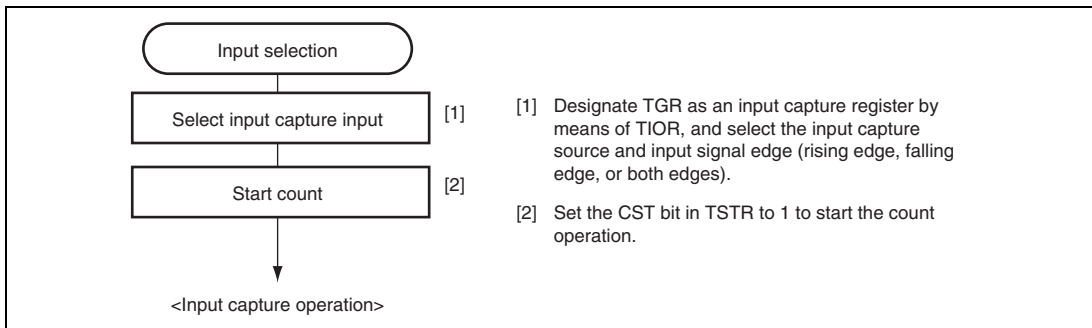 Input selection
Select input capture input
[1]
Start count
[2]
<Input capture operation>
[1] Designate TGR as an input capture register by
means of TIOR, and select the input capture
source and input signal edge (rising edge, falling
edge, or both edges).
[2] Set the CST bit in TSTR to 1 to start the count
operation.